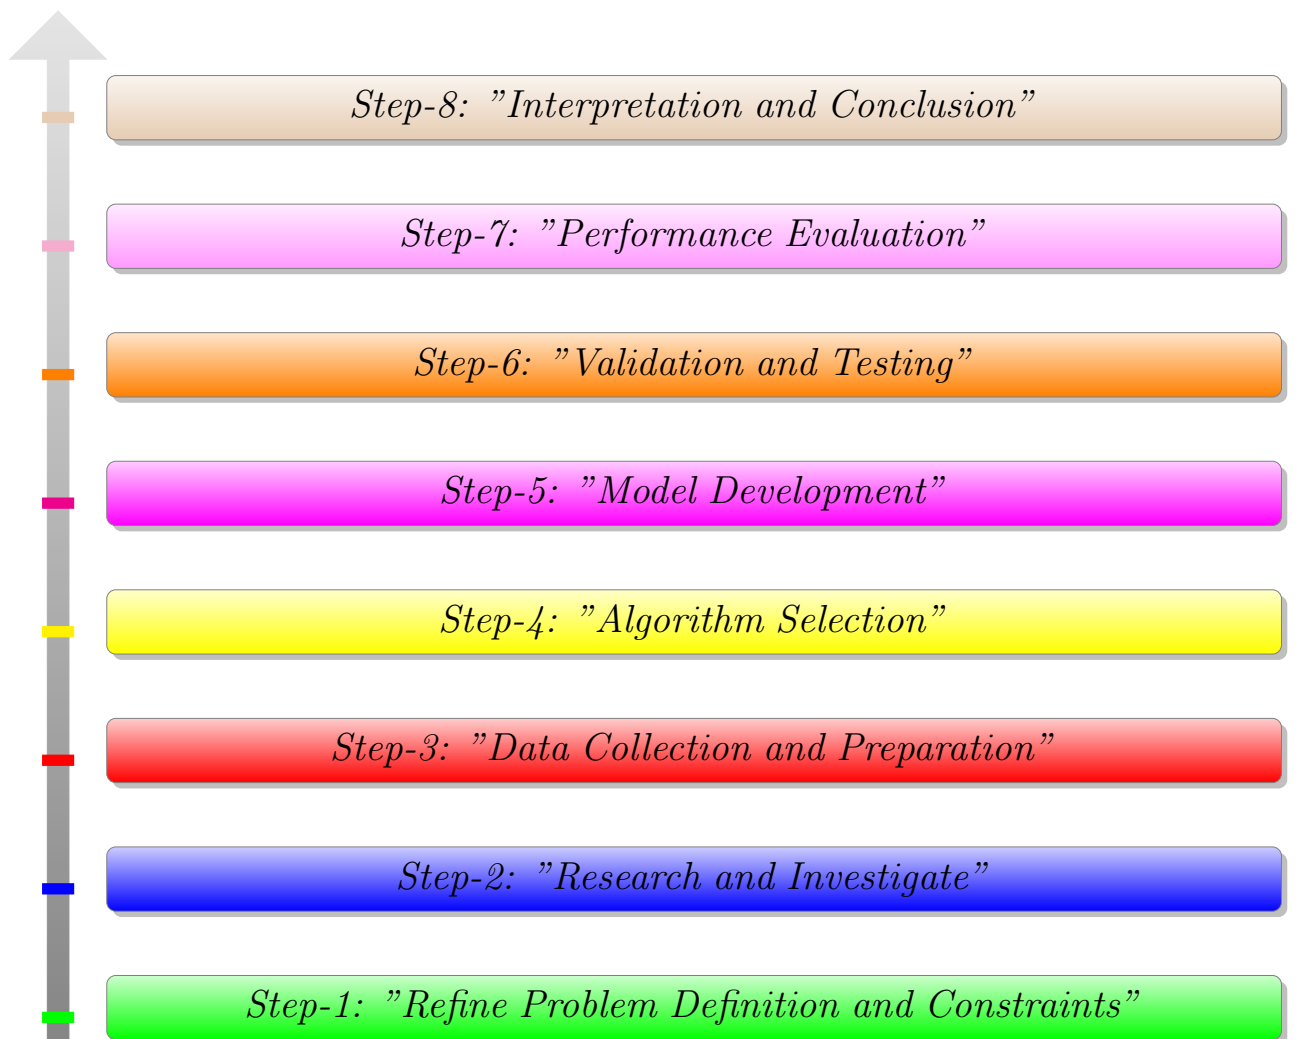 Step-8: ”Interpretation and Conclusion”
Step-7: ”Performance Evaluation”
Step-6: ”Validation and Testing”
Step-5: ”Model Development”
Step-4: ”Algorithm Selection”
Step-3: ”Data Collection and Preparation”
Step-2: ”Research and Investigate”
Step-1: ”Refine Problem Definition and Constraints”